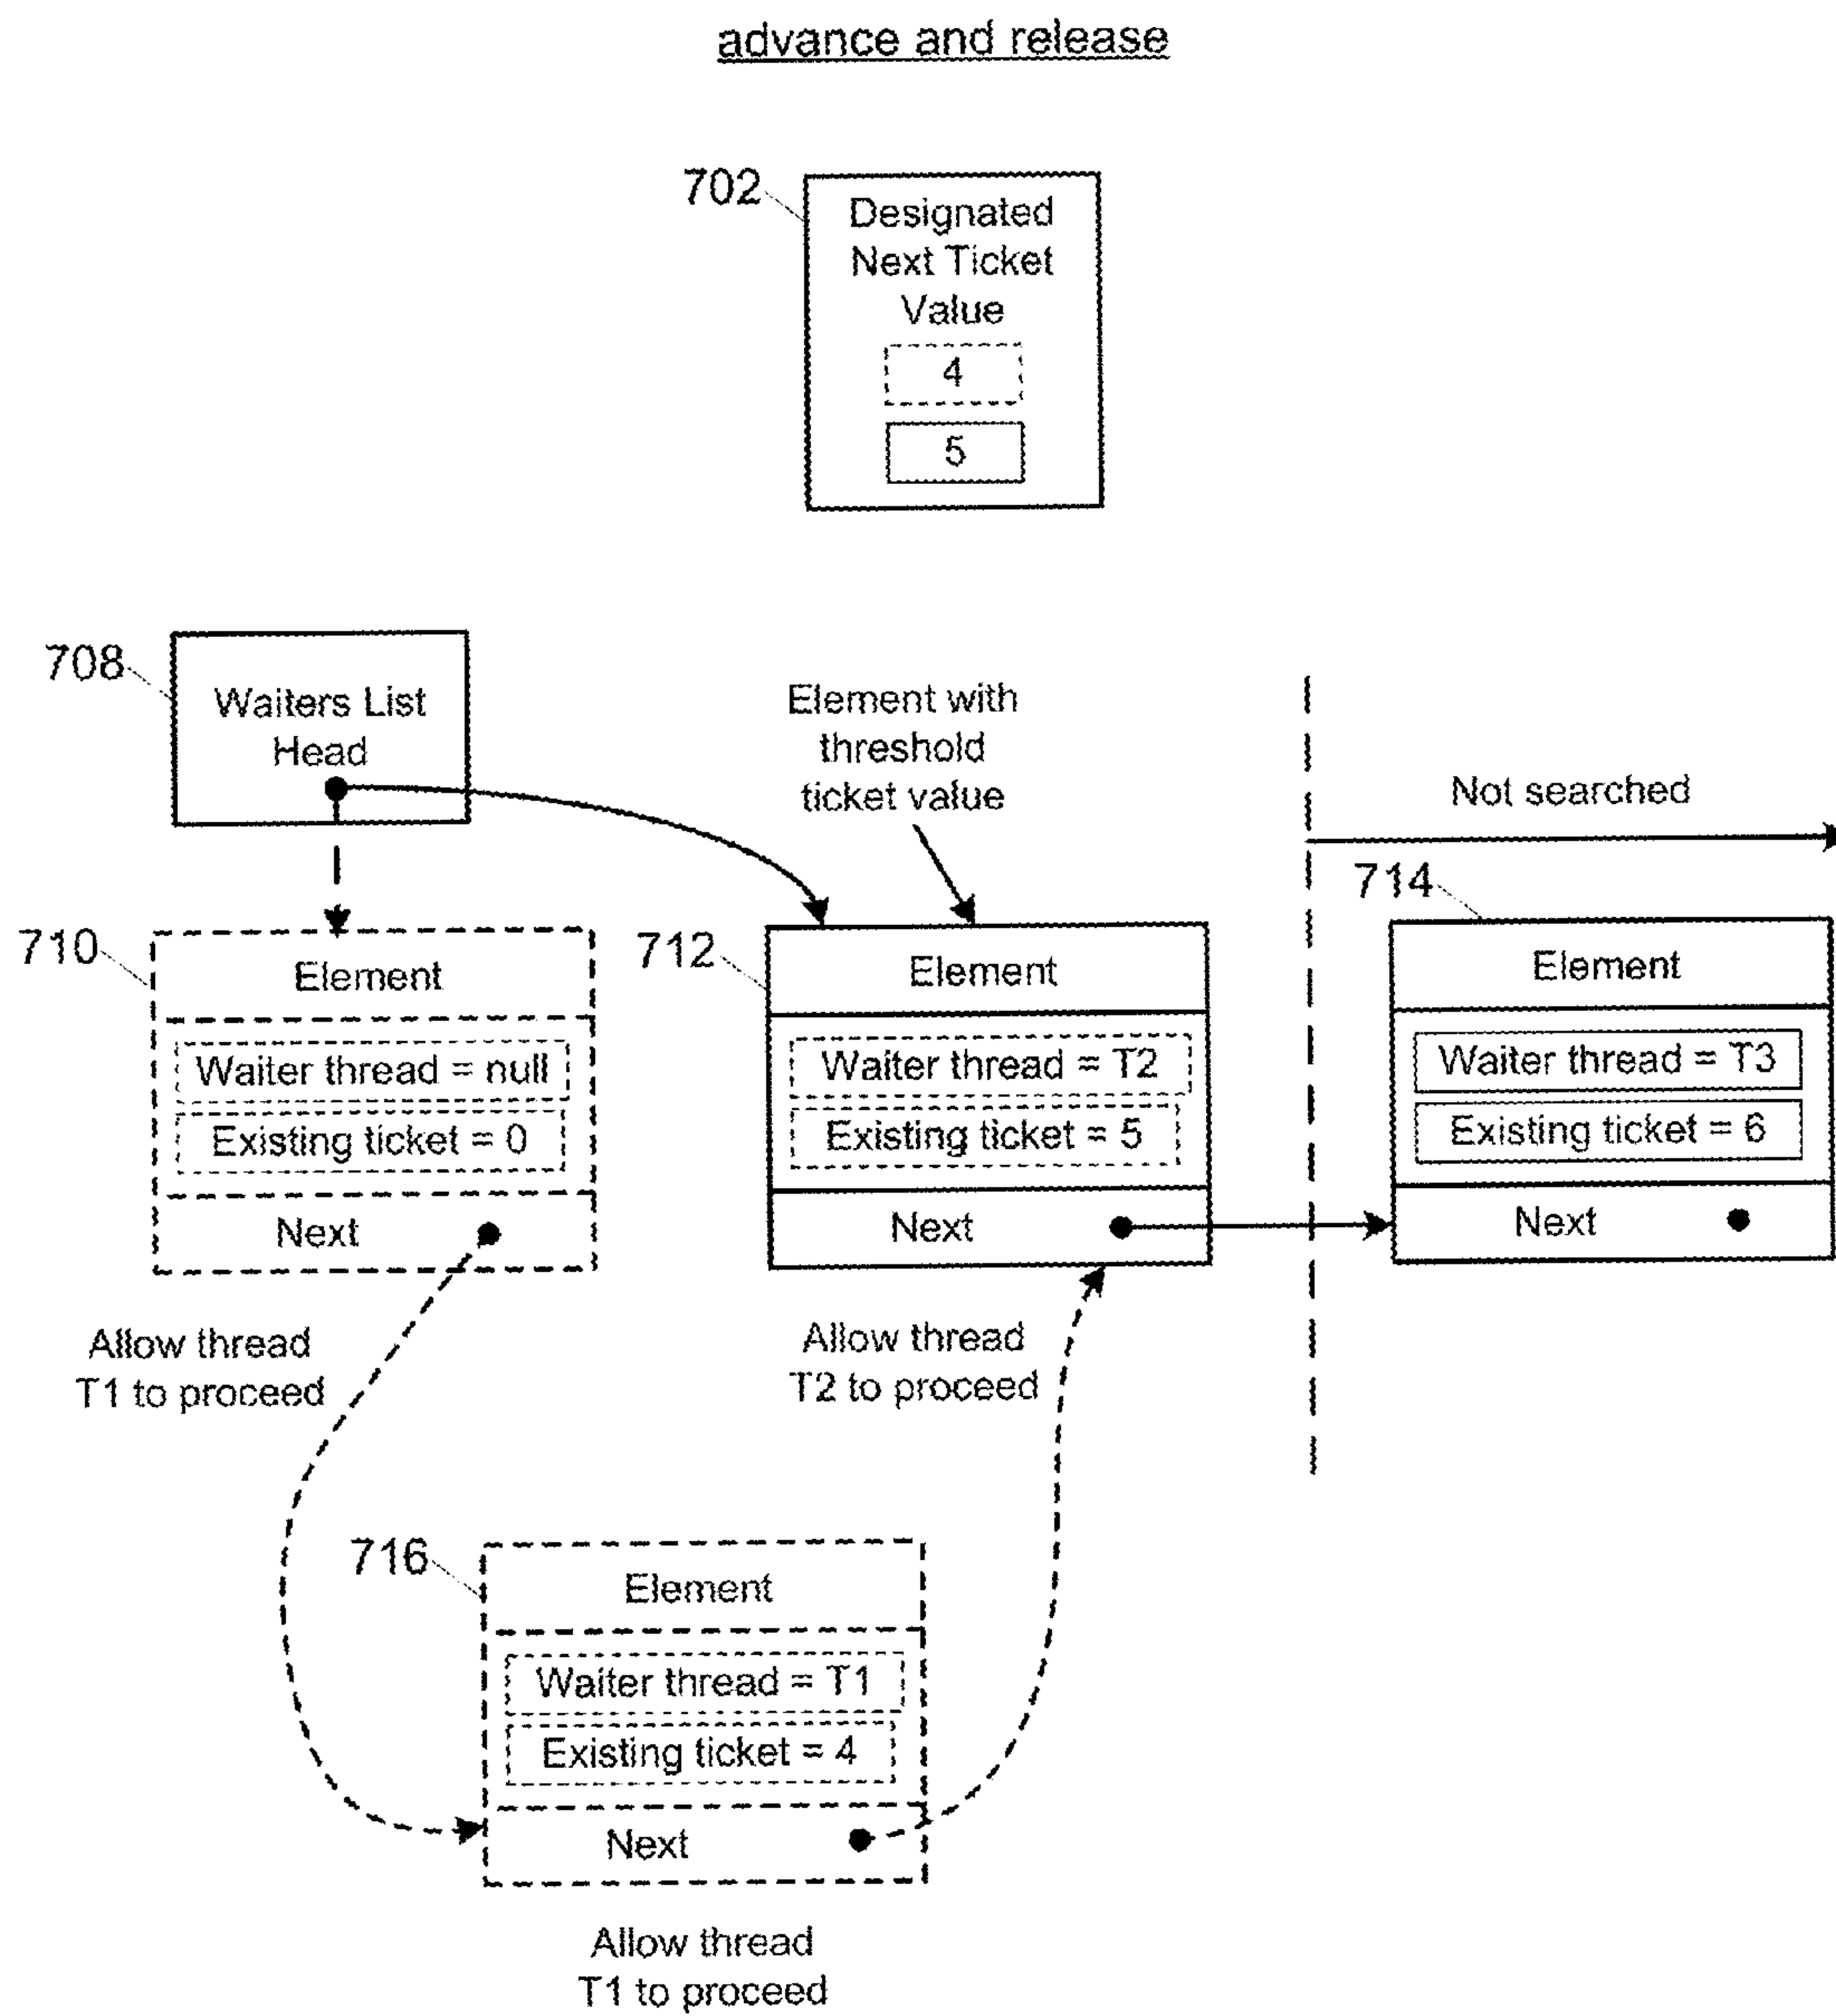 advance and release
702
Designated
Next Ticket
Value
4
5
708
Waiters List
Head
Element with
threshold
ticket value
Not searched
710
Element
Waiter thread = null
Existing ticket = 0
Next
712
Element
Waiter thread = T2
Existing ticket = 5
Next
714
Element
Waiter thread = T3
Existing ticket = 6
Next
Allow thread
T1 to proceed
Allow thread
T2 to proceed
716
Element
Waiter thread = T1
Existing ticket = 4
Next
Allow thread
T1 to proceed